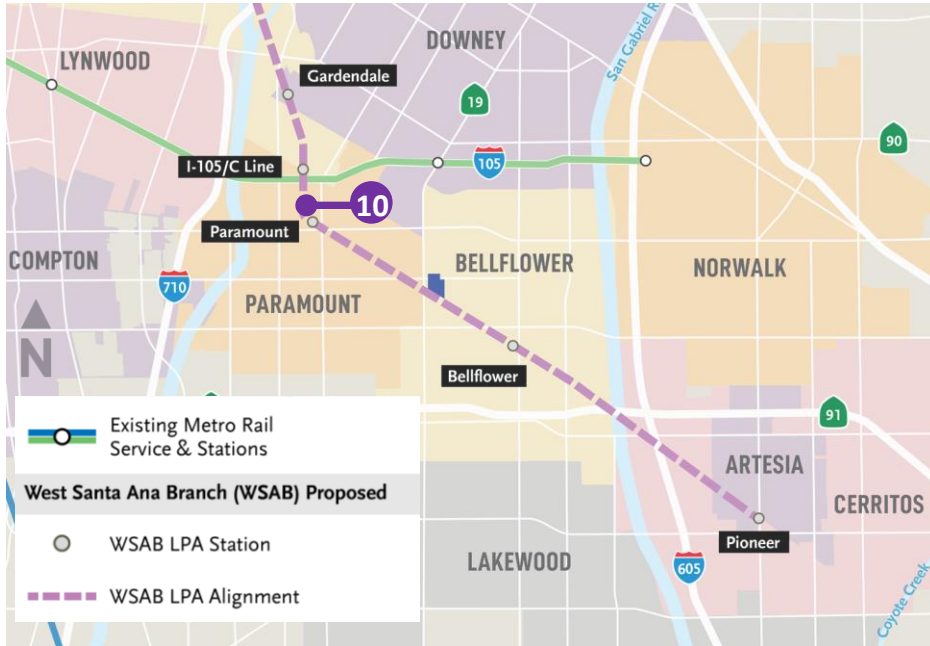 LYNWOOD
DOWNEY
San Gabriel R
Gardendale
19
90
I-105/C Line
105
10
Paramount
COMPTON
BELLFLOWER
NORWALK
710
PARAMOUNT
N
Bellflower
91
Existing Metro Rail
Service & Stations
West Santa Ana Branch (WSAB) Proposed
WSAB LPA Station
WSAB LPA Alignment
ARTESIA
CERRITOS
Pioneer
LAKEWOOD
605
Coyote Creek